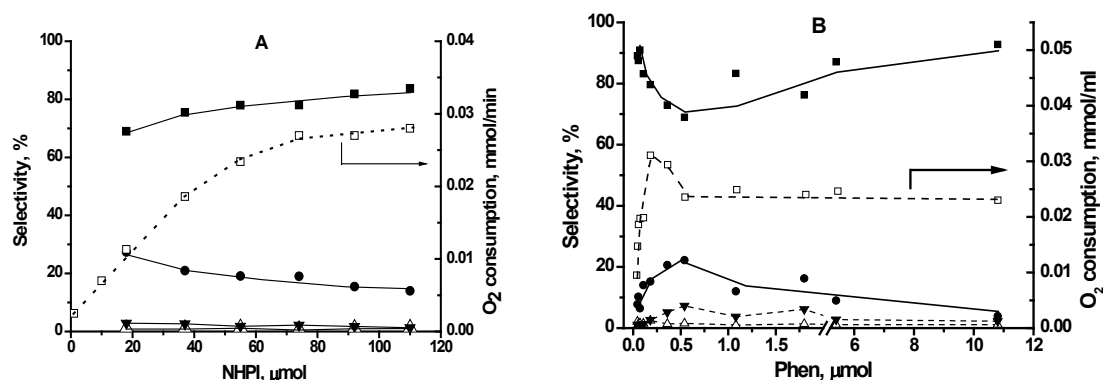 A
100
80
60
40
20
0
Selectivity, %
0.04
0.03
0.02
0.01
0.00
O2 consumption, mmol/min
0 20 40 60 80 100 120
NHPI, µmol
B
100
80
60
40
20
0
Selectivity, %
0.05
0.04
0.03
0.02
0.01
0.00
O2 consumption, mmol/ml
0.0 0.5 1.0 1.5 6 8 10 12
Phen, µmol